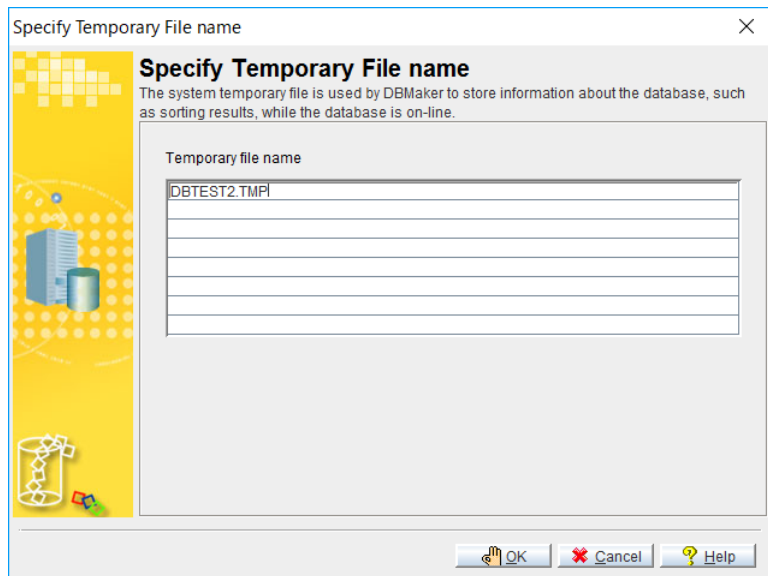 Specify Temporary File name
Specify Temporary File name
The system temporary file is used by DBMaker to store information about the database, such
as sorting results, while the database is on-line.
Temporary file name
DBTEST2.TMP
OK Cancel Help